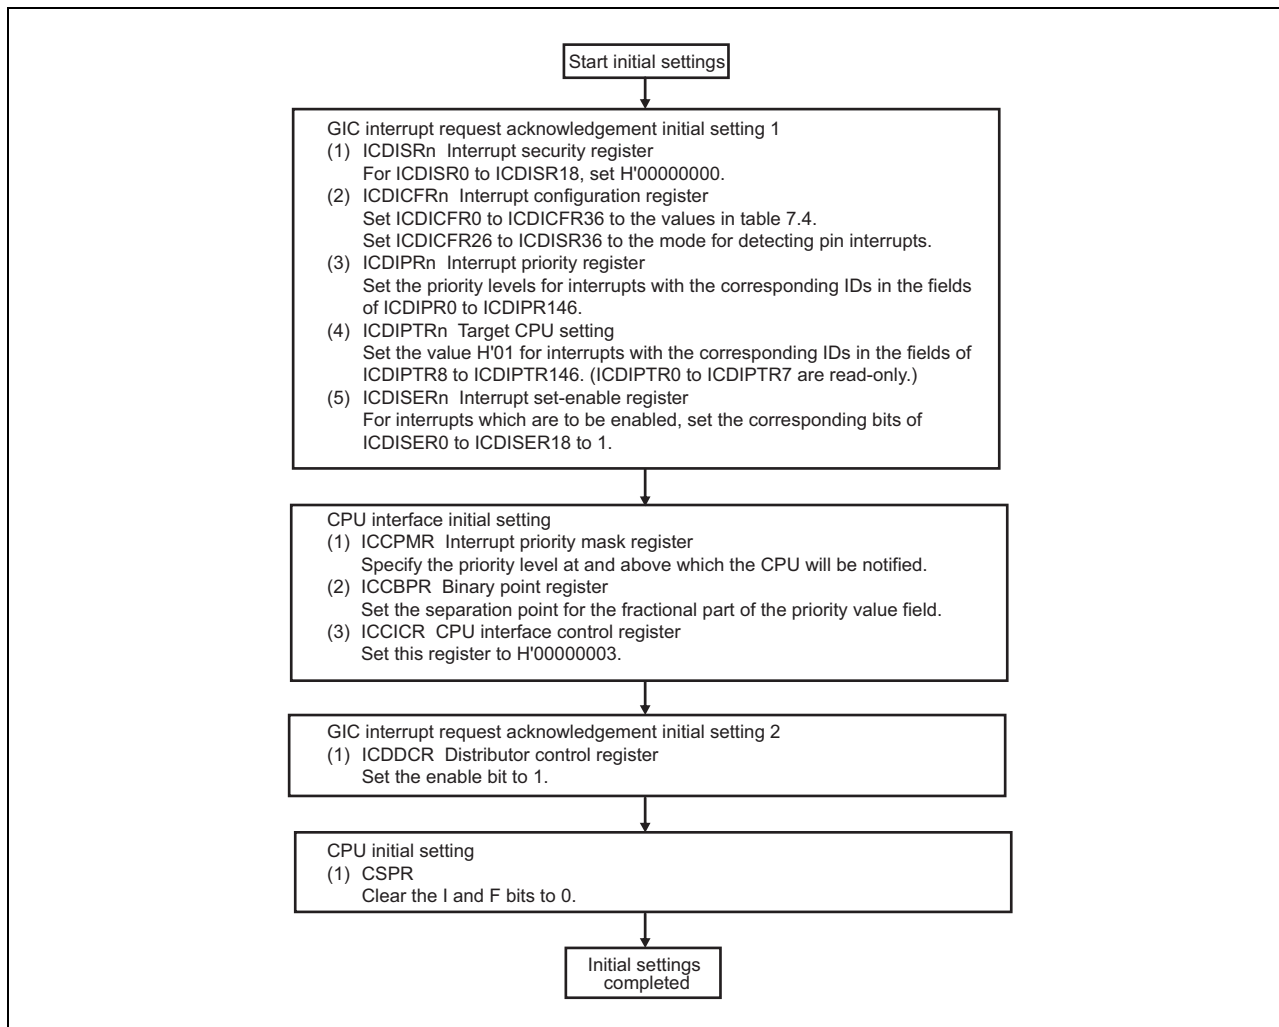 Start initial settings
GIC interrupt request acknowledgement initial setting 1
(1) ICDISRn Interrupt security register
For ICDISR0 to ICDISR18, set H'00000000.
(2) ICDICFRn Interrupt configuration register
Set ICDICFR0 to ICDICFR36 to the values in table 7.4.
Set ICDICFR26 to ICDISR36 to the mode for detecting pin interrupts.
(3) ICDIPRn Interrupt priority register
Set the priority levels for interrupts with the corresponding IDs in the fields
of ICDIPR0 to ICDIPR146.
(4) ICDIPTRn Target CPU setting
Set the value H'01 for interrupts with the corresponding IDs in the fields of
ICDIPTR8 to ICDIPTR146. (ICDIPTR0 to ICDIPTR7 are read-only.)
(5) ICDISERn Interrupt set-enable register
For interrupts which are to be enabled, set the corresponding bits of
ICDISER0 to ICDISER18 to 1.
CPU interface initial setting
(1) ICCPMR Interrupt priority mask register
Specify the priority level at and above which the CPU will be notified.
(2) ICCBPR Binary point register
Set the separation point for the fractional part of the priority value field.
(3) ICCICR CPU interface control register
Set this register to H'00000003.
GIC interrupt request acknowledgement initial setting 2
(1) ICDDCR Distributor control register
Set the enable bit to 1.
CPU initial setting
(1) CSPR
Clear the I and F bits to 0.
Initial settings
completed